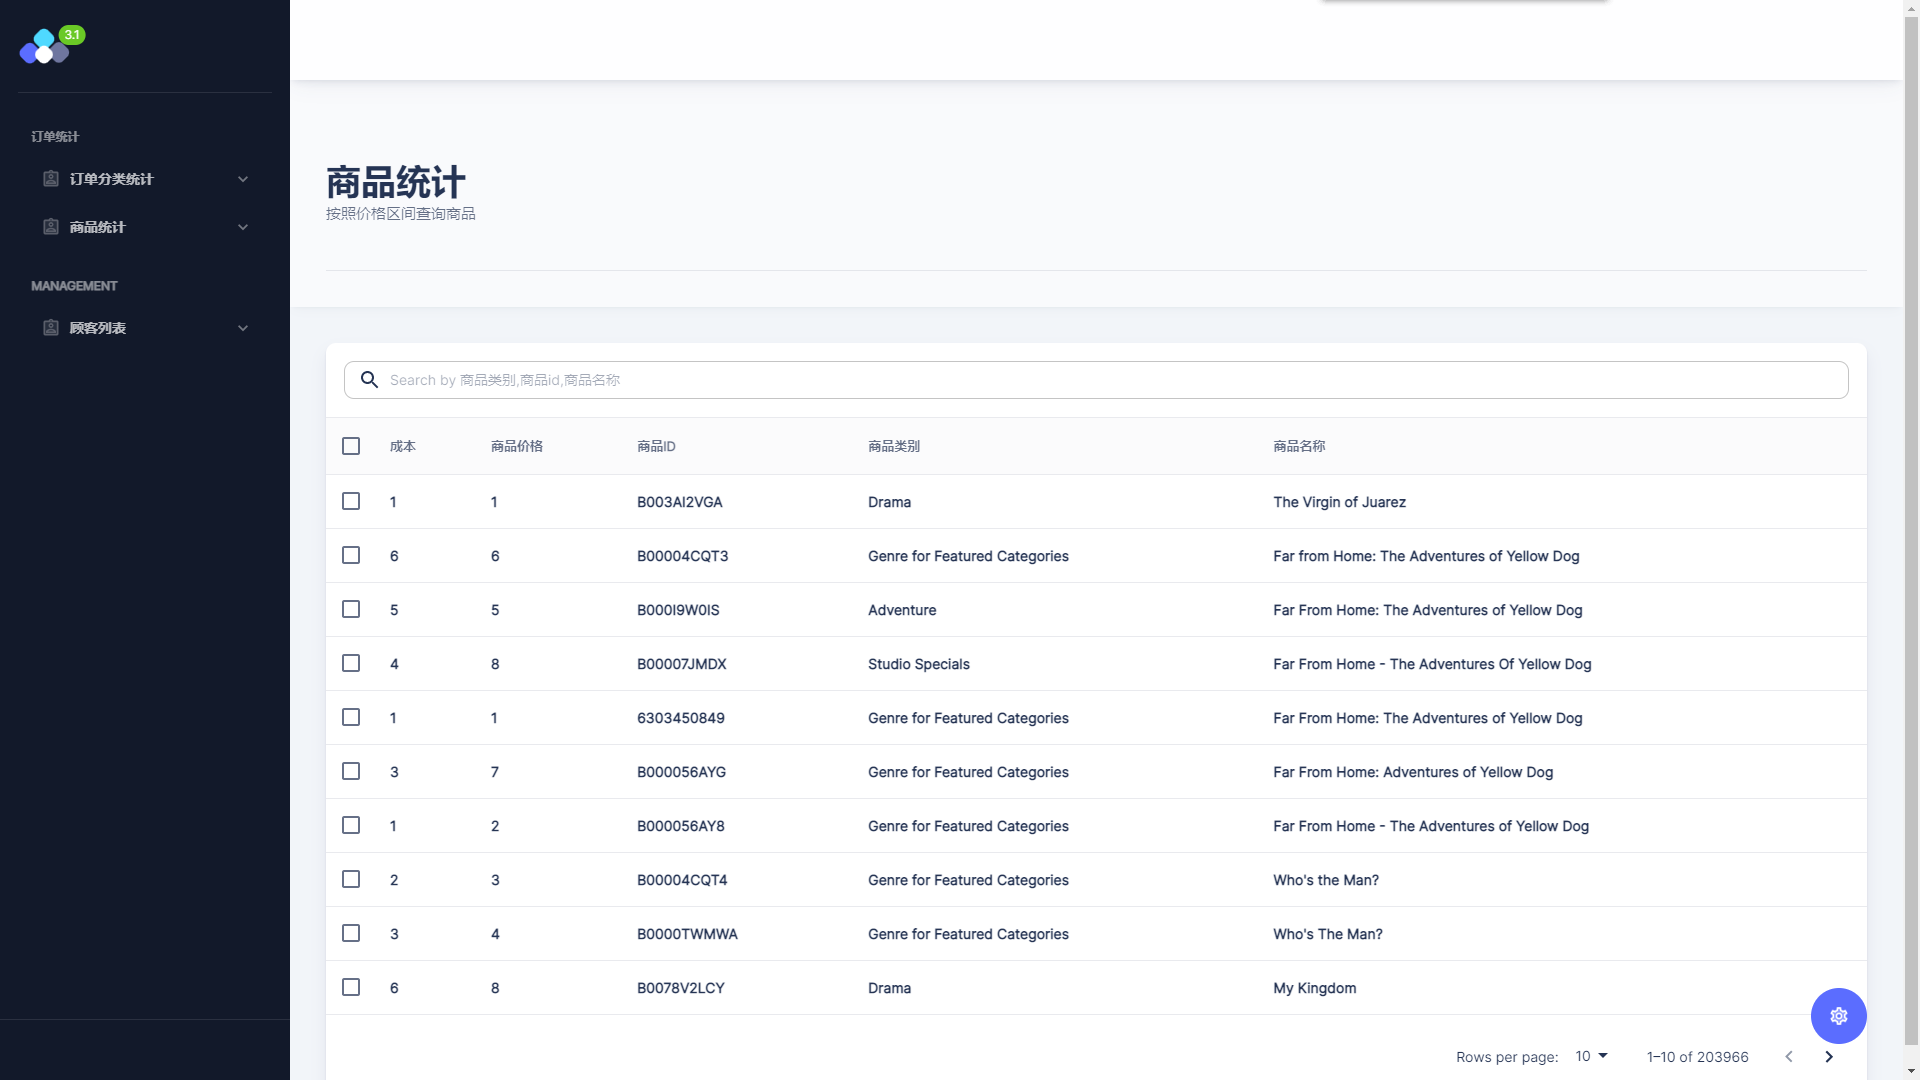 3.1
订单统计
订单分类统计
商品统计
MANAGEMENT
顾客列表
商品统计
按照价格区间查询商品
Search by 商品类别,商品id,商品名称
成本 商品价格 商品ID 商品类别 商品名称
1 1 B003AI2VGA Drama The Virgin of Juarez
6 6 B00004CQT3 Genre for Featured Categories Far from Home: The Adventures of Yellow Dog
5 5 B000I9W0IS Adventure Far From Home: The Adventures of Yellow Dog
4 8 B00007JMDX Studio Specials Far From Home - The Adventures Of Yellow Dog
1 1 6303450849 Genre for Featured Categories Far From Home: The Adventures of Yellow Dog
3 7 B000056AYG Genre for Featured Categories Far From Home: Adventures of Yellow Dog
1 2 B000056AY8 Genre for Featured Categories Far From Home - The Adventures of Yellow Dog
2 3 B00004CQT4 Genre for Featured Categories Who's the Man?
3 4 B0000TWMWA Genre for Featured Categories Who's The Man?
6 8 B0078V2LCY Drama My Kingdom
Rows per page: 10 1–10 of 203966